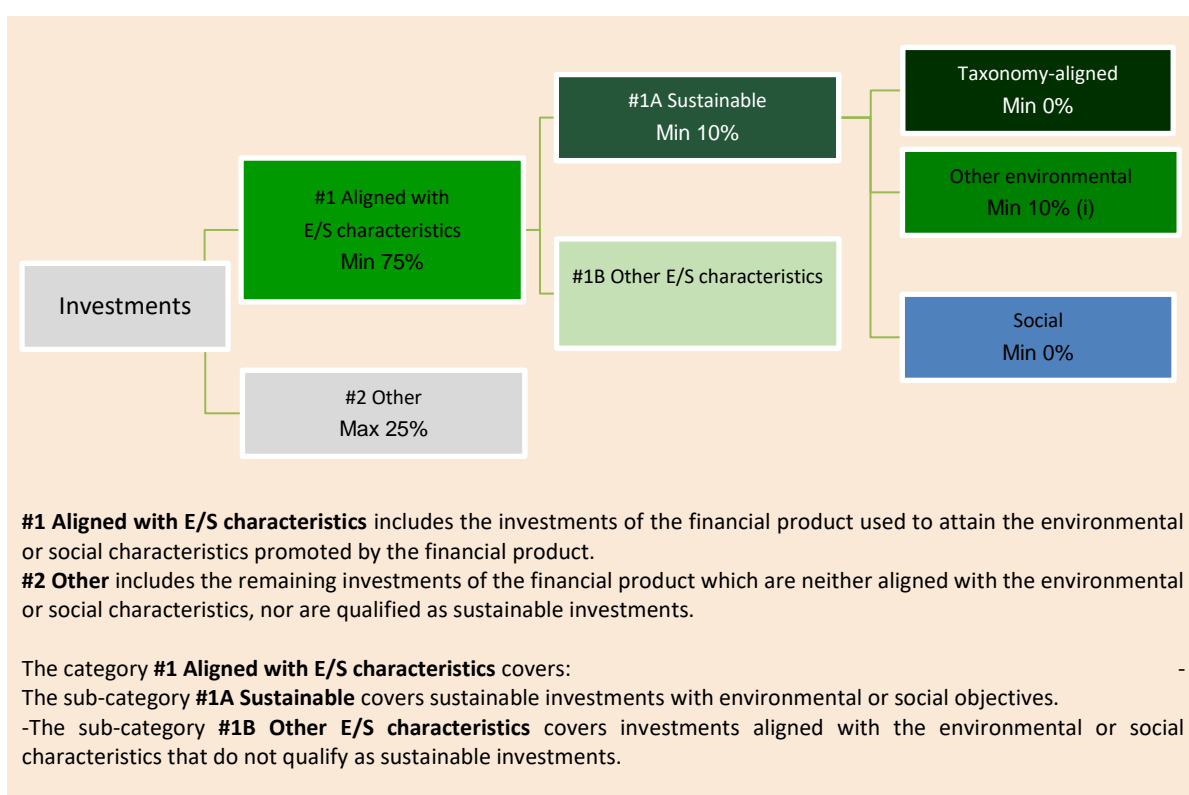 Taxonomy-aligned
Min 0%
#1A Sustainable
Min 10%
Other environmental
Min 10% (i)
#1 Aligned with
E/S characteristics
Min 75%
#1B Other E/S characteristics
Investments
Social
Min 0%
#2 Other
Max 25%
#1 Aligned with E/S characteristics includes the investments of the financial product used to attain the environmental
or social characteristics promoted by the financial product.
#2 Other includes the remaining investments of the financial product which are neither aligned with the environmental
or social characteristics, nor are qualified as sustainable investments.
The category #1 Aligned with E/S characteristics covers: -
The sub-category #1A Sustainable covers sustainable investments with environmental or social objectives.
-The sub-category #1B Other E/S characteristics covers investments aligned with the environmental or social
characteristics that do not qualify as sustainable investments.